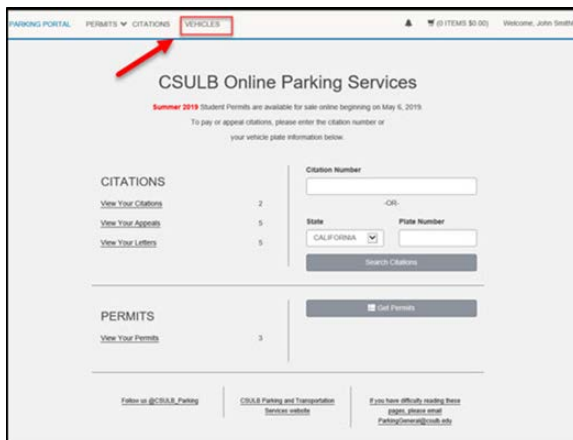 PARKING PORTAL PERMITS CITATIONS VEHICLES (0 ITEMS $0.00) Welcome, John Smith
CSULB Online Parking Services
Summer 2019 Student Permits are available for sale online beginning on May 6, 2019.
To pay or appeal citations, please enter the citation number or
your vehicle plate information below.
CITATIONS
View Your Citations 2
View Your Appeals 5
View Your Letters 5
Citation Number
-OR-
State Plate Number
CALIFORNIA
Search Citations
PERMITS
View Your Permits 3
Get Permits
Follow us @CSULB_Parking
CSULB Parking and Transportation
Services website
If you have difficulty reading these
pages, please email
ParkingGeneral@csulb.edu